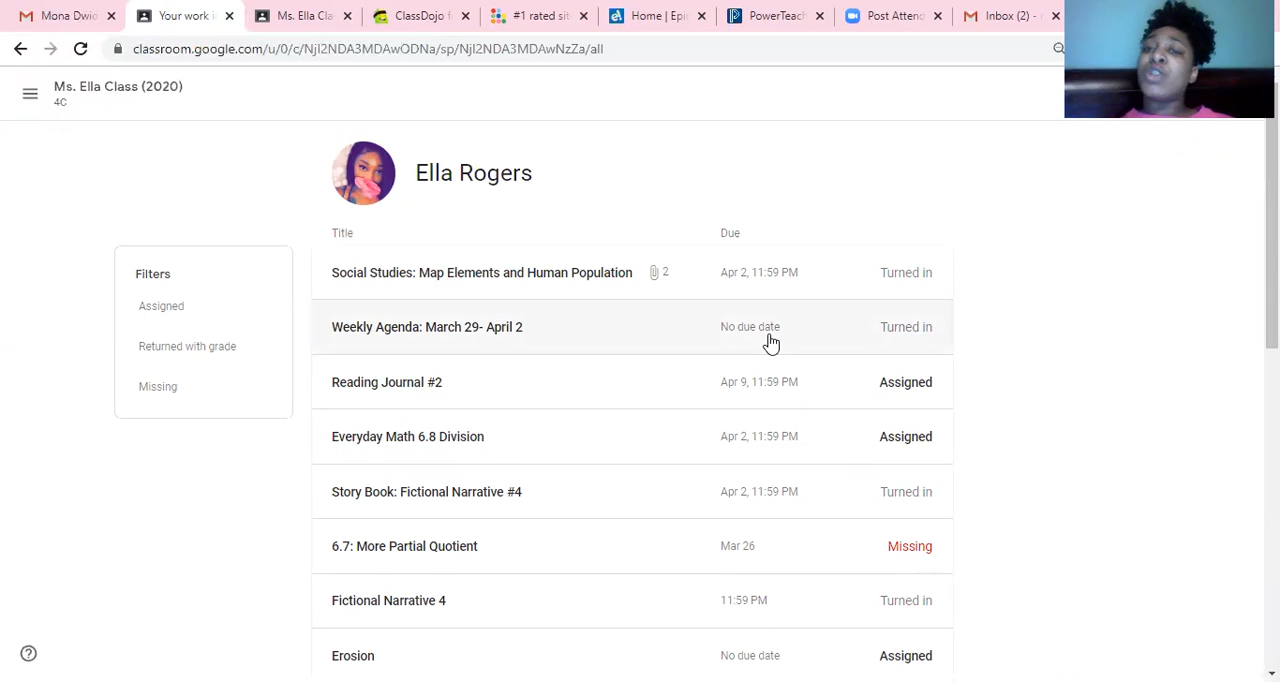 Mona Dwic
Your work i
Ms. Ella Cla
ClassDojo f
#1 rated sit
Home | Epi
PowerTeach
Post Attend
Inbox (2) -
classroom.google.com/u/0/c/NjI2NDA3MDAwODNa/sp/NjI2NDA3MDAwNzZa/all
Ms. Ella Class (2020)
4C
Ella Rogers
Title Due
Filters
Assigned
Returned with grade
Missing
Social Studies: Map Elements and Human Population 2 Apr 2, 11:59 PM Turned in
Weekly Agenda: March 29- April 2 No due date Turned in
Reading Journal #2 Apr 9, 11:59 PM Assigned
Everyday Math 6.8 Division Apr 2, 11:59 PM Assigned
Story Book: Fictional Narrative #4 Apr 2, 11:59 PM Turned in
6.7: More Partial Quotient Mar 26 Missing
Fictional Narrative 4 11:59 PM Turned in
Erosion No due date Assigned